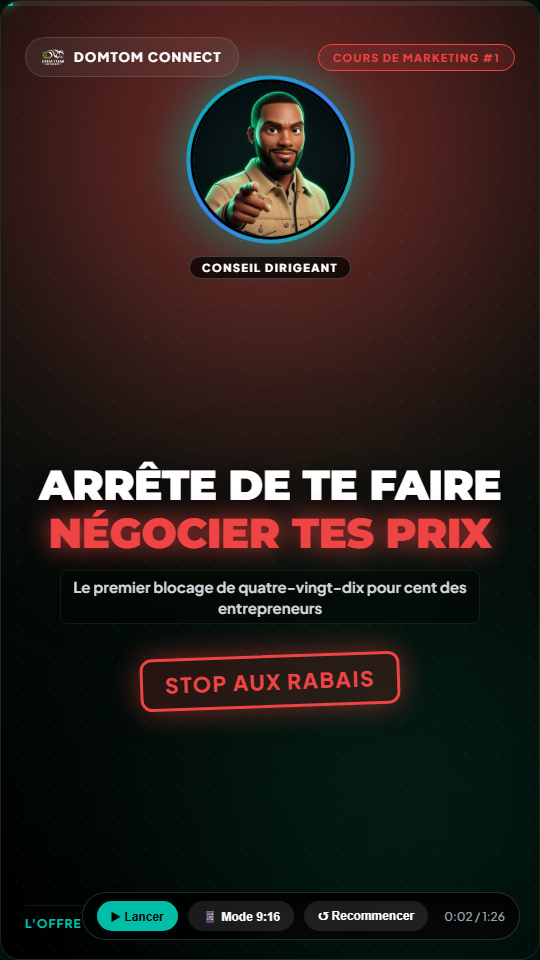 DOMTOM CONNECT
COURS DE MARKETING #1
CONSEIL DIRIGEANT
ARRÊTE DE TE FAIRE
NÉGOCIER TES PRIX
Le premier blocage de quatre-vingt-dix pour cent des
entrepreneurs
STOP AUX RABAIS
L'OFFRE
▶ Lancer
Mode 9:16
↺ Recommencer
0:02 / 1:26